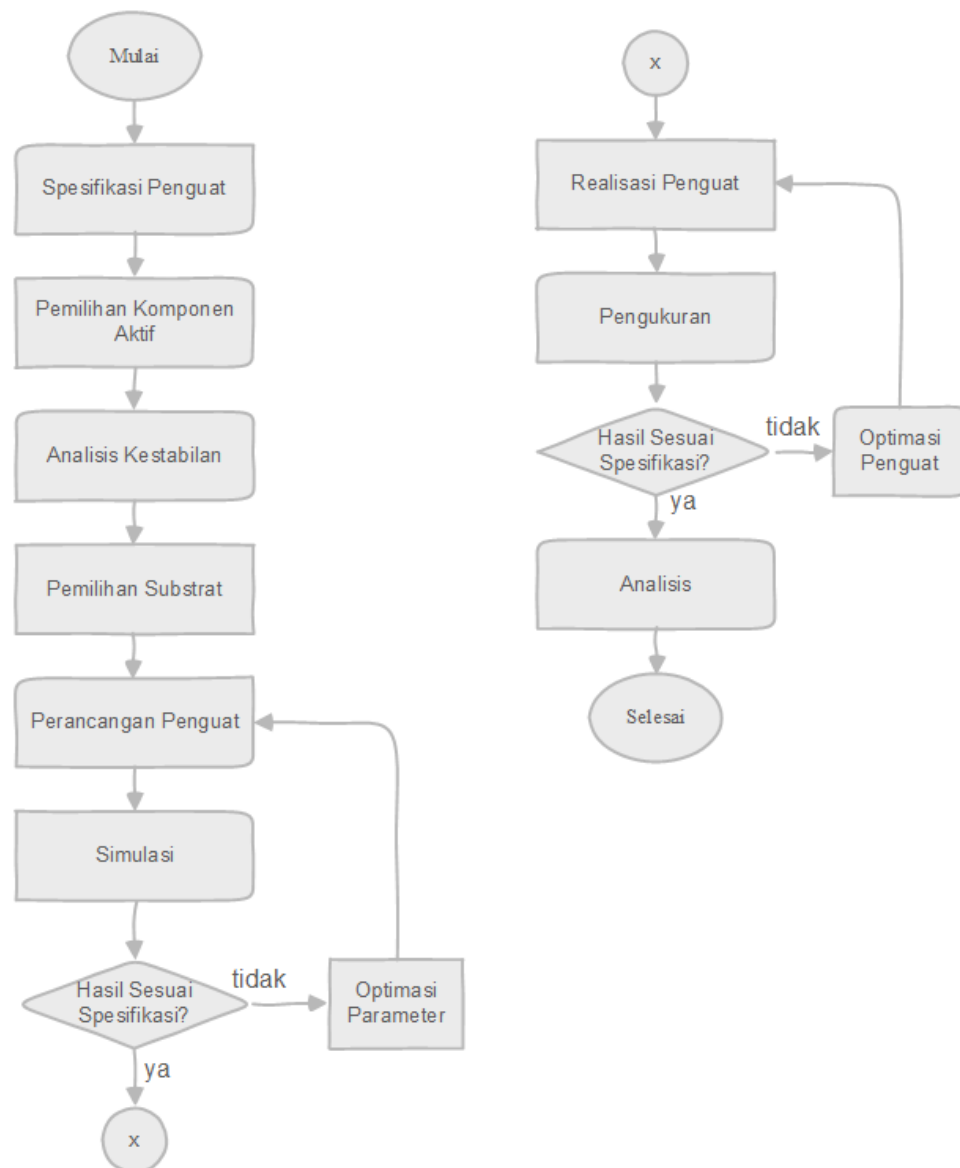 Mulai
Spesifikasi Penguat
Pemilihan Komponen
Aktif
Analisis Kestabilan
Pemilihan Substrat
Perancangan Penguat
Simulasi
Hasil Sesuai
Spesifikasi?
tidak
Optimasi
Parameter
ya
x
x
Realisasi Penguat
Pengukuran
Hasil Sesuai
Spesifikasi?
tidak
Optimasi
Penguat
ya
Analisis
Selesai